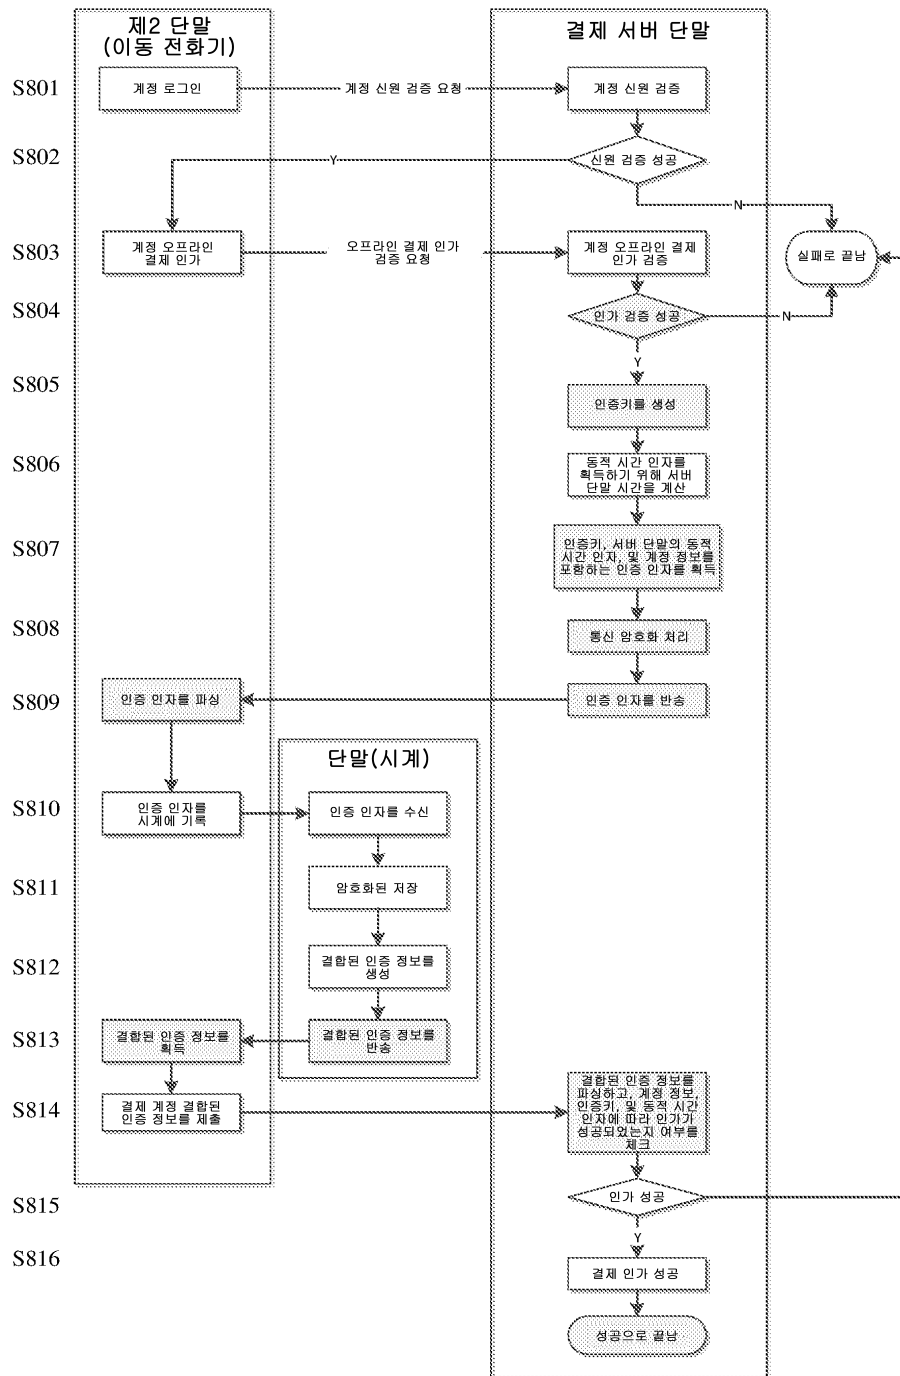 제2 단말
(이동 전화기)
결제 서버 단말
S801
계정 로그인
계정 신원 검증 요청
계정 신원 검증
S802
Y
신원 검증 성공
N
S803
계정 오프라인
결제 인가
오프라인 결제 인가
검증 요청
계정 오프라인 결제
인가 검증
실패로 끝남
S804
인가 검증 성공
N
Y
S805
인증키를 생성
S806
동적 시간 인자를
획득하기 위해 서버
단말 시간을 계산
S807
인증키, 서버 단말의 동적
시간 인자, 및 계정 정보를
포함하는 인증 인자를 획득
S808
통신 암호화 처리
S809
인증 인자를 파싱
인증 인자를 반송
단말(시계)
S810
인증 인자를
시계에 기록
인증 인자를 수신
S811
암호화된 저장
S812
결합된 인증 정보를
생성
S813
결합된 인증 정보를
획득
결합된 인증 정보를
반송
S814
결제 계정 결합된
인증 정보를 제출
결합된 인증 정보를
파싱하고, 계정 정보,
인증키, 및 동적 시간
인자에 따라 인가가
성공되었는지 여부를
체크
S815
인가 성공
Y
S816
결제 인가 성공
성공으로 끝남